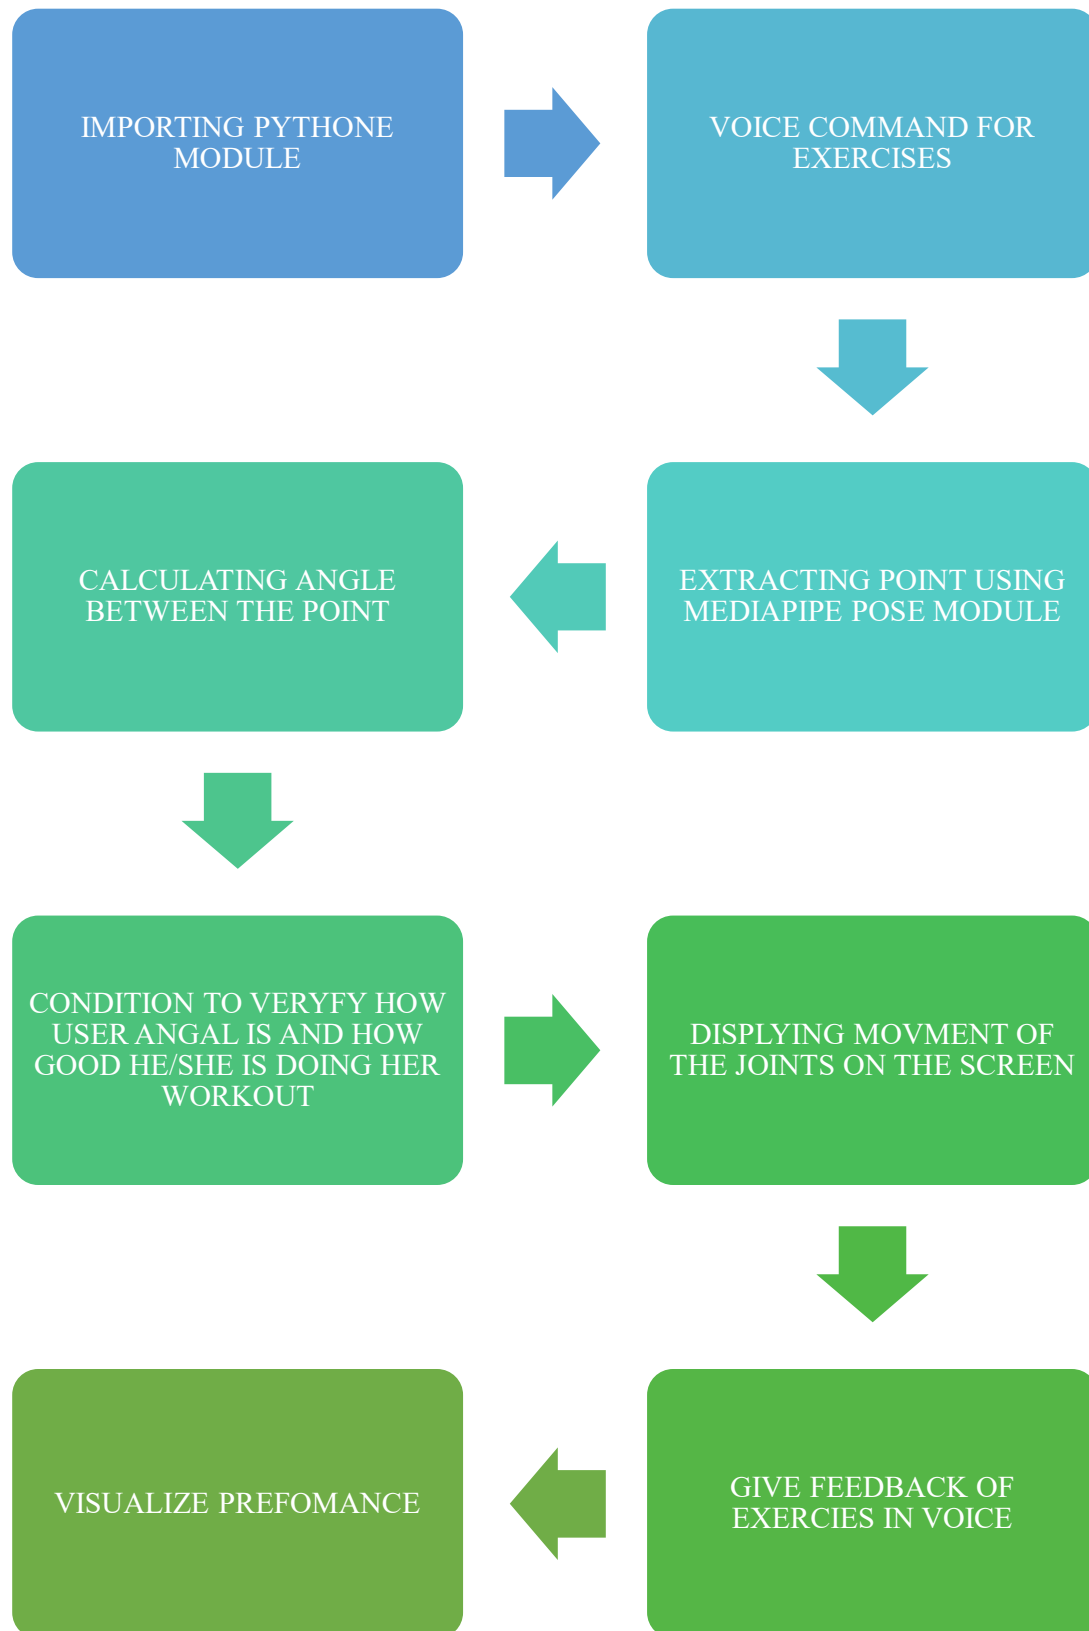 IMPORTING PYTHONE
MODULE
VOICE COMMAND FOR
EXERCISES
EXTRACTING POINT USING
MEDIAPIPE POSE MODULE
CALCULATING ANGLE
BETWEEN THE POINT
CONDITION TO VERYFY HOW
USER ANGAL IS AND HOW
GOOD HE/SHE IS DOING HER
WORKOUT
DISPLYING MOVMENT OF
THE JOINTS ON THE SCREEN
GIVE FEEDBACK OF
EXERCIES IN VOICE
VISUALIZE PREFOMANCE